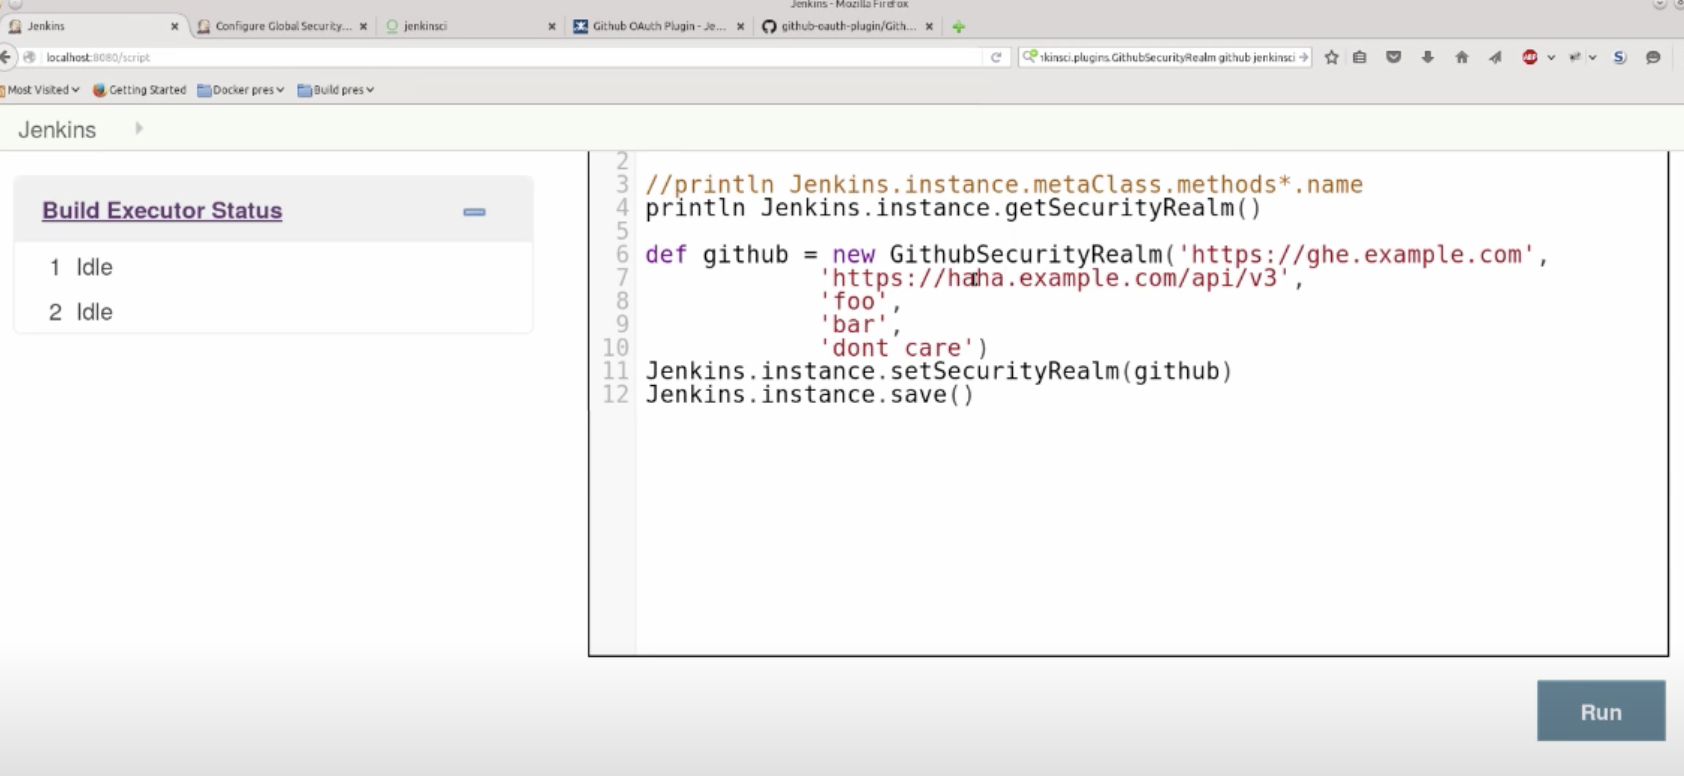 Jenkins - Mozilla Firefox
Jenkins
Configure Global Security...
jenkinsci
Github OAuth Plugin - Je...
github-oauth-plugin/Gith...
localhost:8080/script
kinsci.plugins.GithubSecurityRealm github jenkinsci
Most Visited
Getting Started
Docker pres
Build pres
Jenkins
Build Executor Status
1 Idle
2 Idle
2
3 //println Jenkins.instance.metaClass.methods*.name
4 println Jenkins.instance.getSecurityRealm()
5
6 def github = new GithubSecurityRealm('https://ghe.example.com',
7 'https://haha.example.com/api/v3',
8 'foo',
9 'bar',
10 'dont care')
11 Jenkins.instance.setSecurityRealm(github)
12 Jenkins.instance.save()
Run